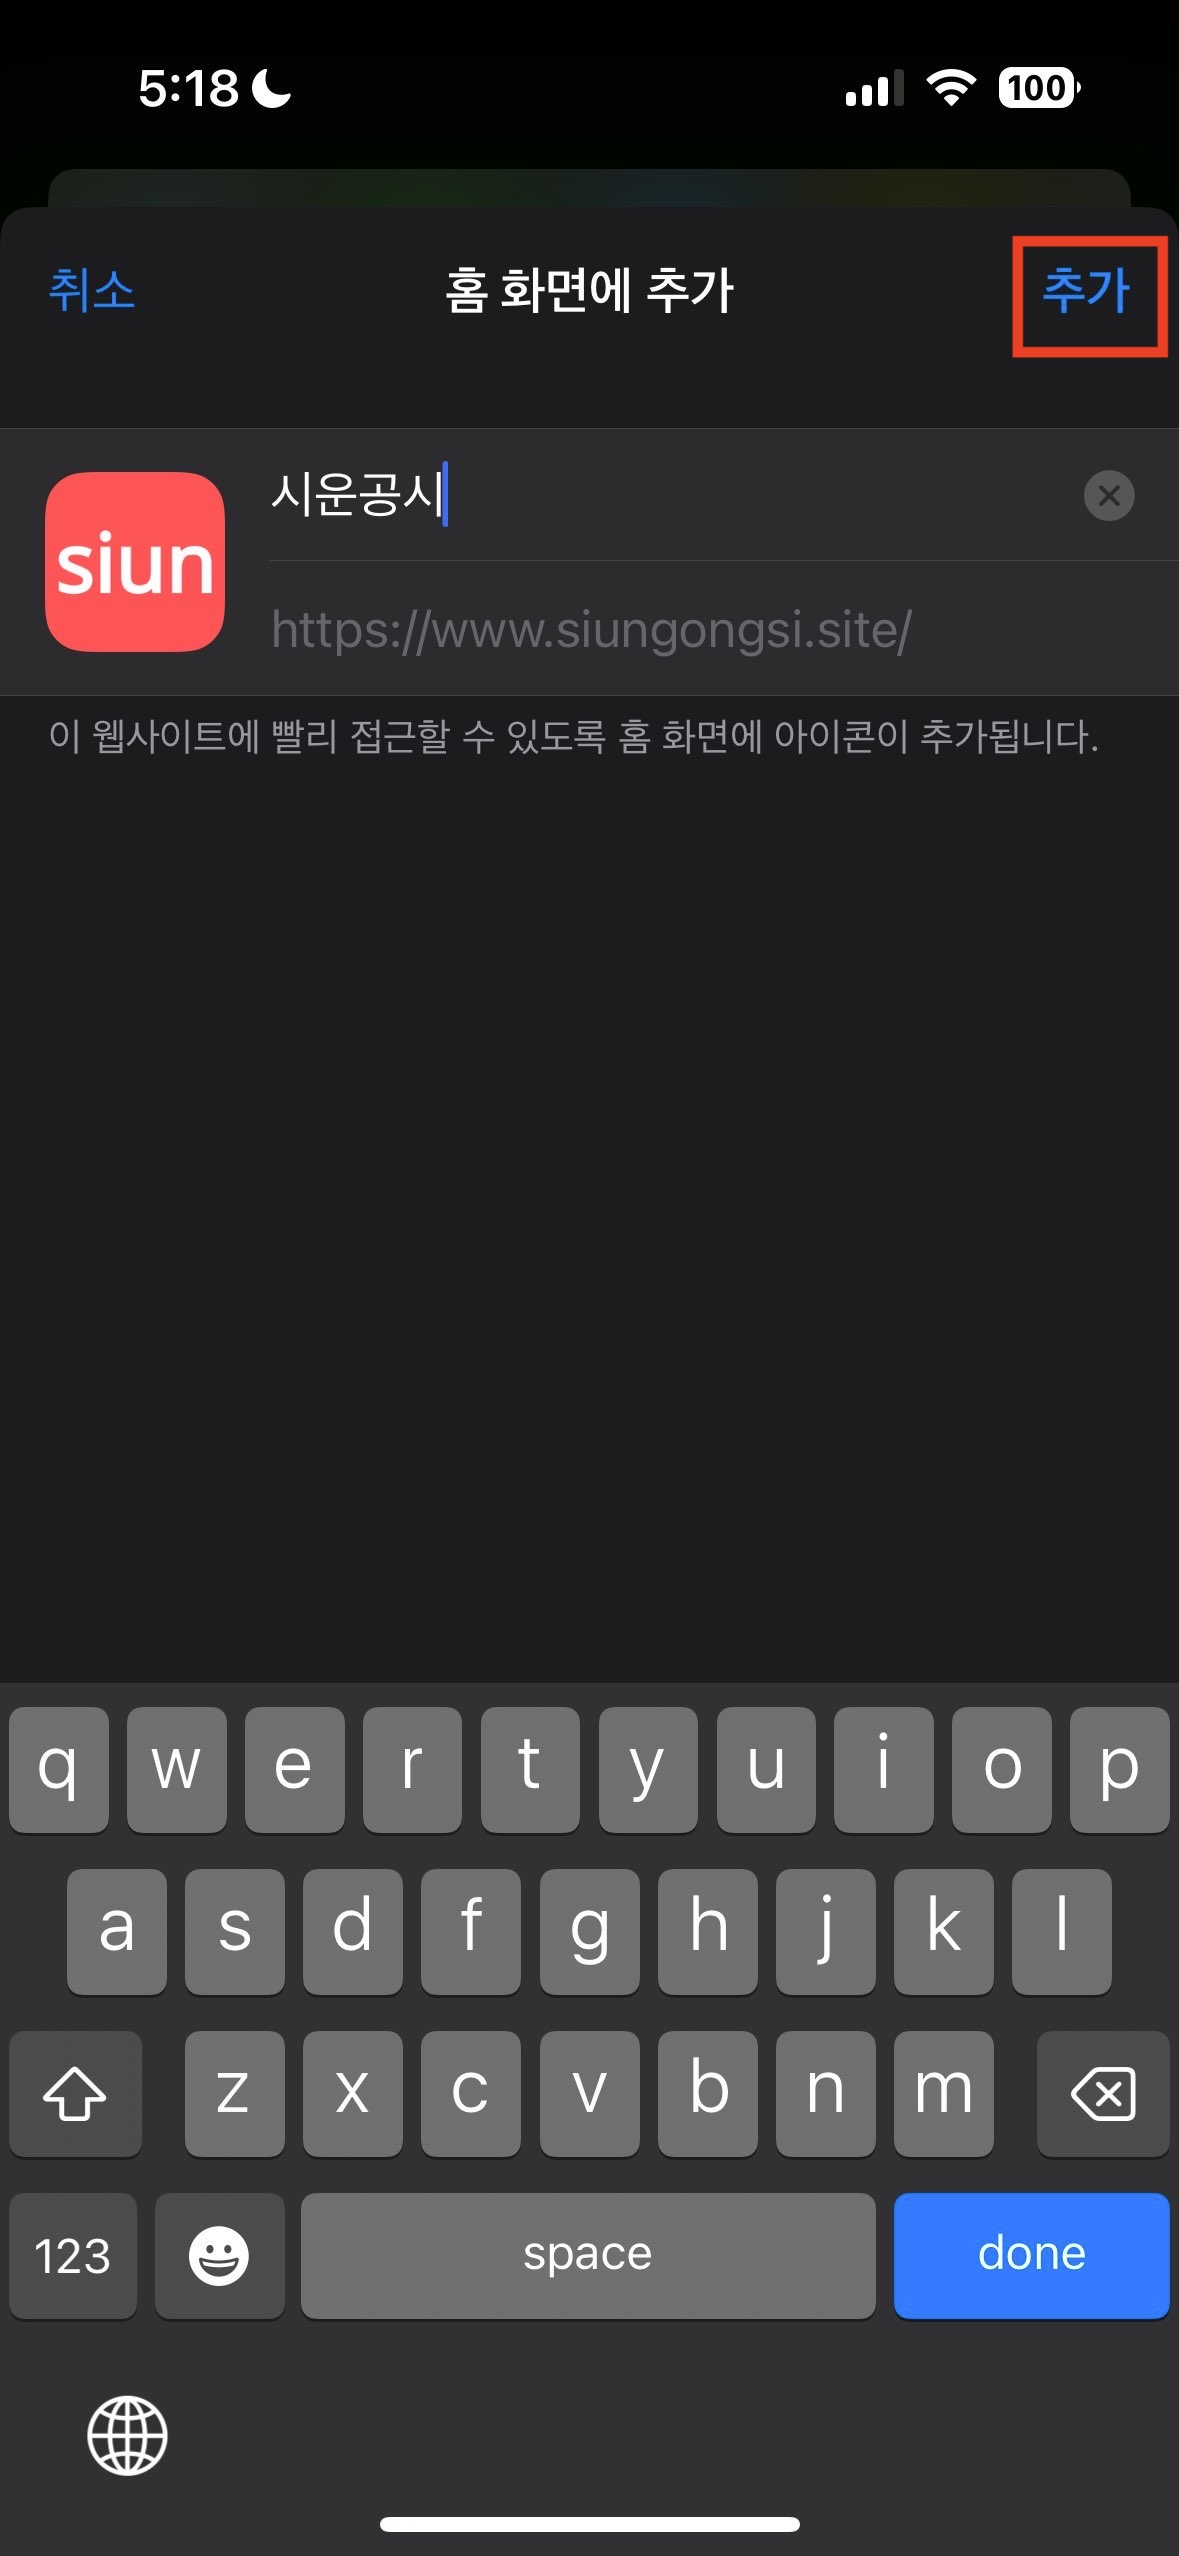 5:18
100
취소
홈 화면에 추가
추가
siun
시운공시
https://www.siungongsi.site/
이 웹사이트에 빨리 접근할 수 있도록 홈 화면에 아이콘이 추가됩니다.
q w e r t y u i o p
a s d f g h j k l
z x c v b n m
123 space done